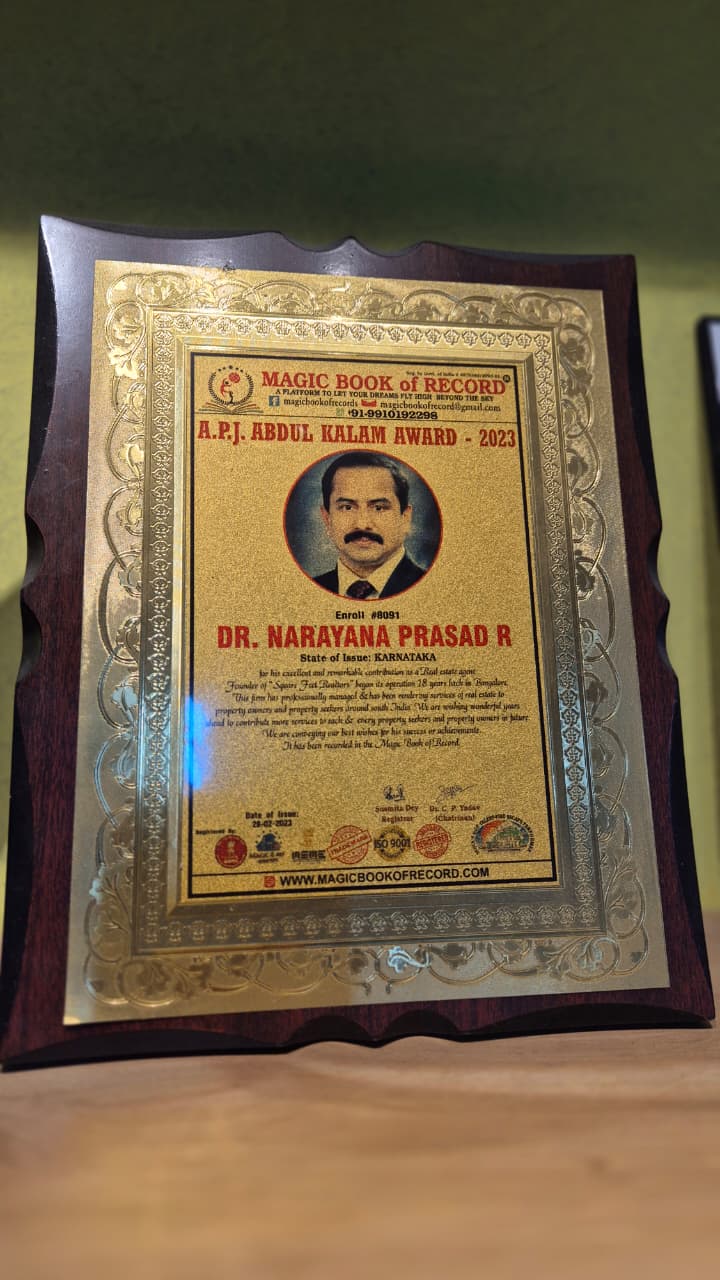 MAGIC BOOK of RECORD
A PLATFORM TO LET YOUR DREAMS FLY HIGH BEYOND THE SKY
magicbookofrecords magicbookofrecord@gmail.com
+91-9910192298
A.P.J. ABDUL KALAM AWARD - 2023
Enroll #8091
DR. NARAYANA PRASAD R
State of Issue: KARNATAKA
for his excellent and remarkable contribution as a Real estate agent.
Founder of "Square Feet Realtors" began its operation 18 years back in Bangalore.
This firm has professionally managed & has been rendering services of real estate to
property owners and property seekers around south India. We are wishing wonderful years
ahead to contribute more services to each & every property seekers and property owners in future.
We are conveying our best wishes for his success or achievements.
It has been recorded in the Magic Book of Record.
Susmita Dey
Registrar
Dr. C. P. Yadav
(Chairman)
Date of Issue:
28-02-2023
Registered By:
TRADEMARK
ISO 9001
REGISTERED
WWW.MAGICBOOKOFRECORD.COM